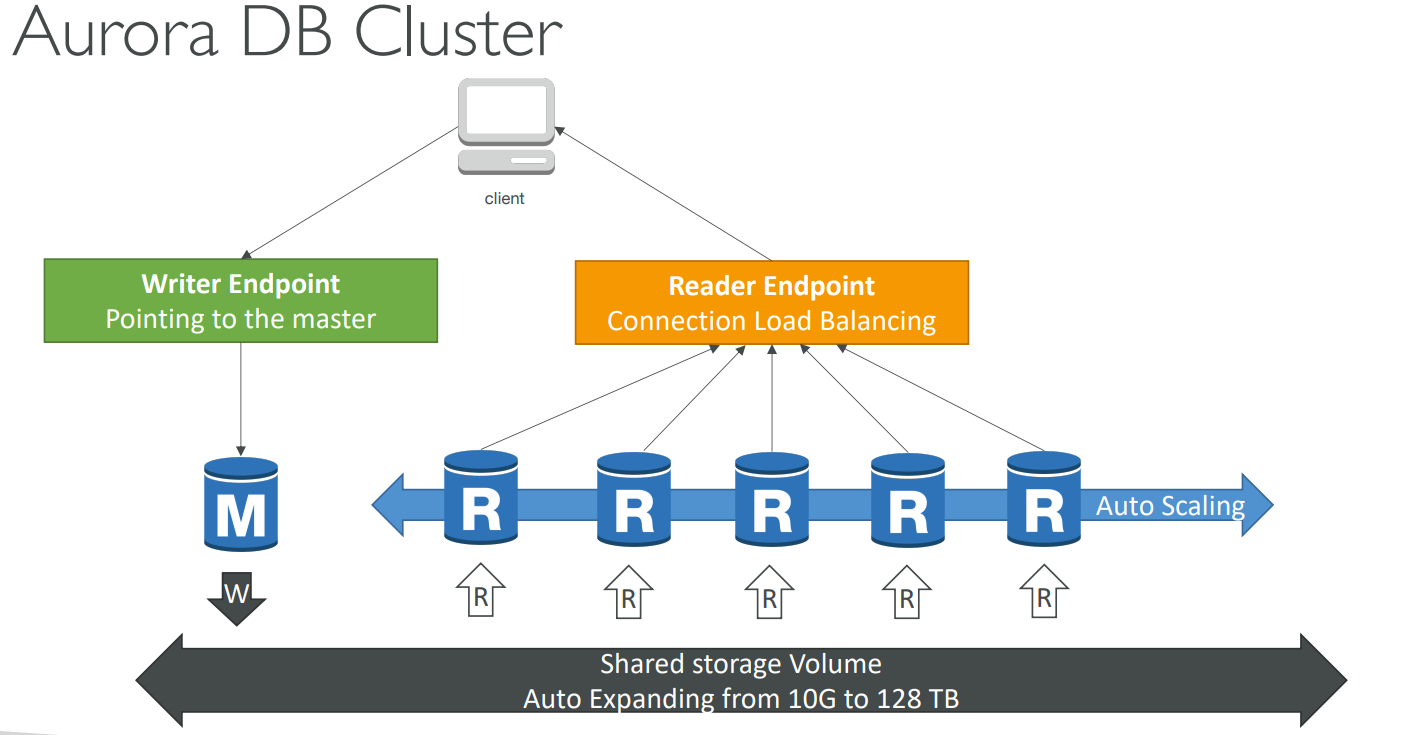 Aurora DB Cluster
client
Writer Endpoint
Pointing to the master
Reader Endpoint
Connection Load Balancing
M
R
R
R
R
R
Auto Scaling
W
R
R
R
R
R
Shared storage Volume
Auto Expanding from 10G to 128 TB